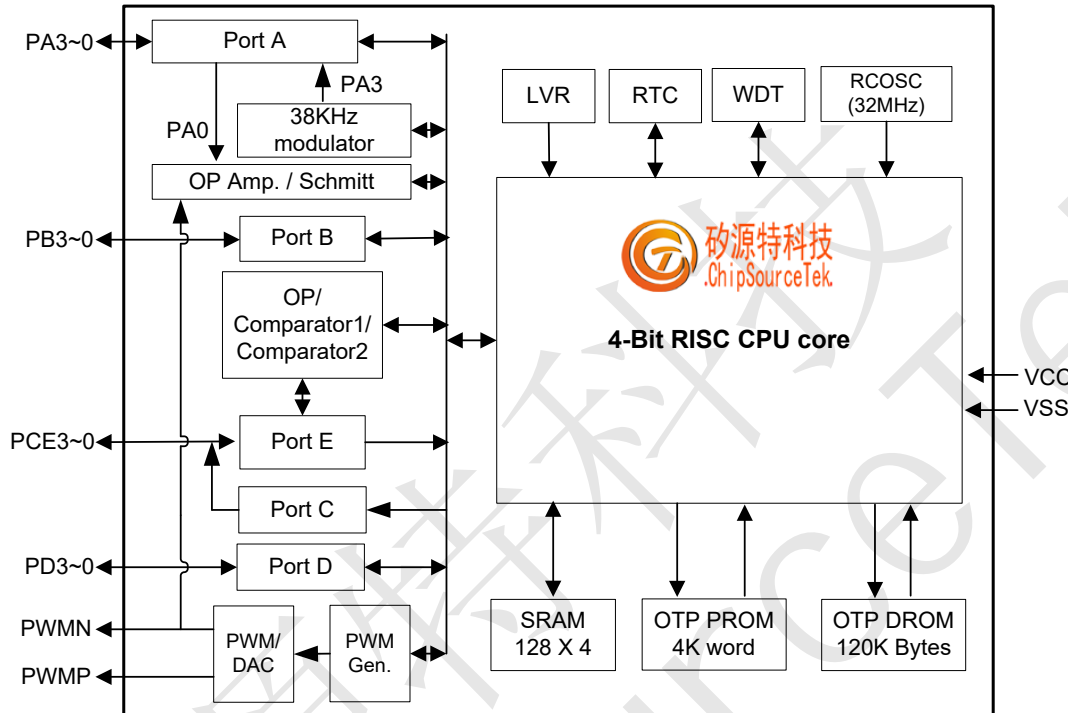 PA3~0
Port A
PA3
38KHz
modulator
PA0
OP Amp. / Schmitt
PB3~0
Port B
OP/
Comparator1/
Comparator2
PCE3~0
Port E
Port C
PD3~0
Port D
PWMN
PWMP
PWM/
DAC
PWM
Gen.
LVR
RTC
WDT
RCOSC
(32MHz)
矽源特科技
.ChipSourceTek.
4-Bit RISC CPU core
VCC
VSS
SRAM
128 X 4
OTP PROM
4K word
OTP DROM
120K Bytes